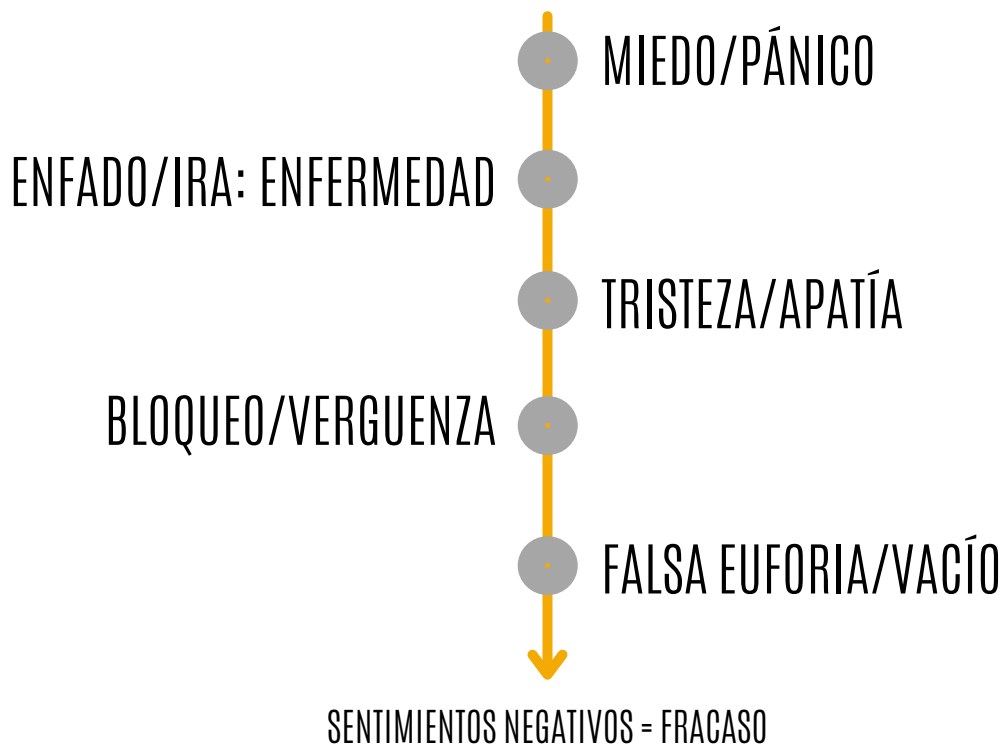 MIEDO/PÁNICO
ENFADO/IRA: ENFERMEDAD
TRISTEZA/APATÍA
BLOQUEO/VERGUENZA
FALSA EUFORIA/VACÍO
SENTIMIENTOS NEGATIVOS = FRACASO